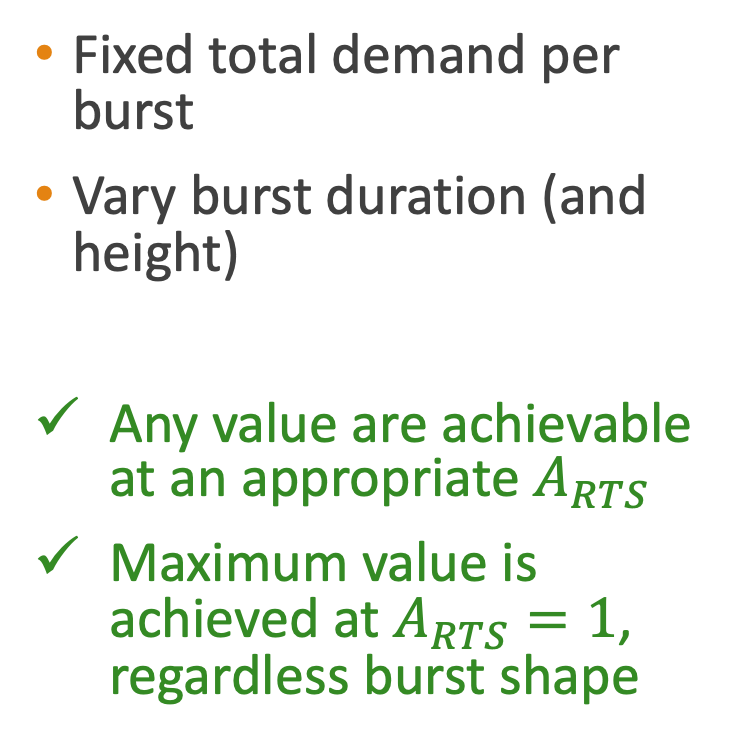 • Fixed total demand per
burst
• Vary burst duration (and
height)
✓ Any value are achievable
at an appropriate A_RTS
✓ Maximum value is
achieved at A_RTS = 1,
regardless burst shape